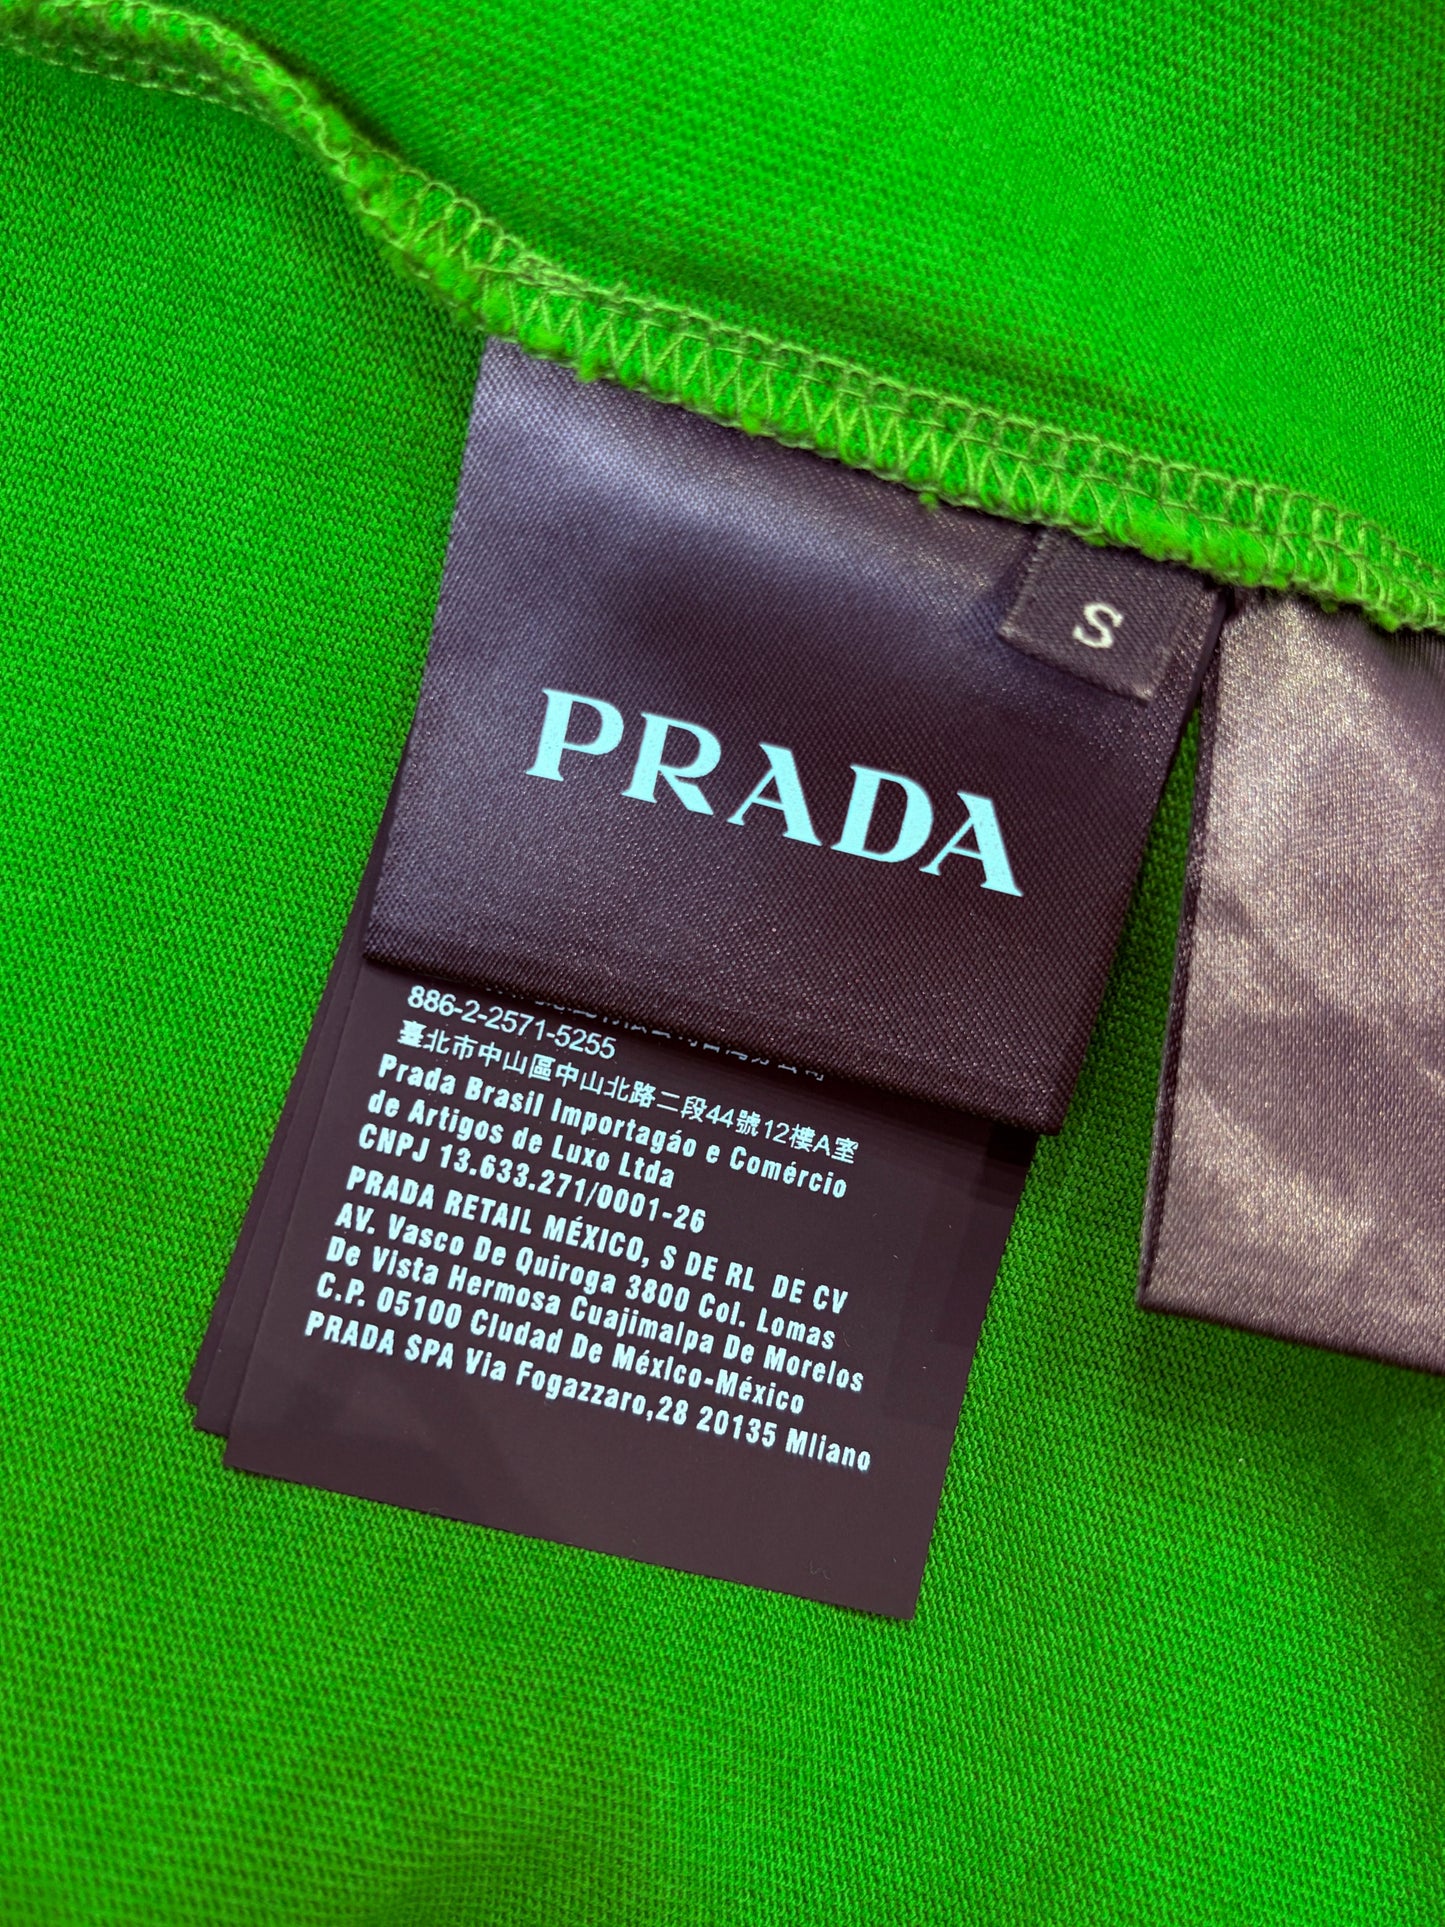 S
PRADA
886-2-2571-5255
臺北市中山區中山北路二段44號12樓A室
Prada Brasil Importagáo e Comércio
de Artigos de Luxo Ltda
CNPJ 13.633.271/0001-26
PRADA RETAIL MÉXICO, S DE RL DE CV
AV. Vasco De Quiroga 3800 Col. Lomas
De Vista Hermosa Cuajimalpa De Morelos
C.P. 05100 CIudad De MéxIco-México
PRADA SPA Via Fogazzaro,28 20135 MIiano